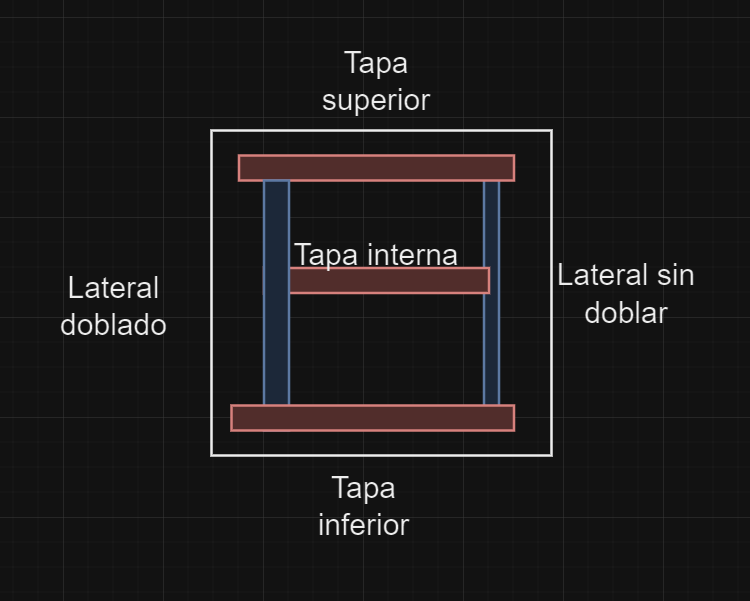 Tapa
superior
Tapa interna
Lateral
doblado
Lateral sin
doblar
Tapa
inferior